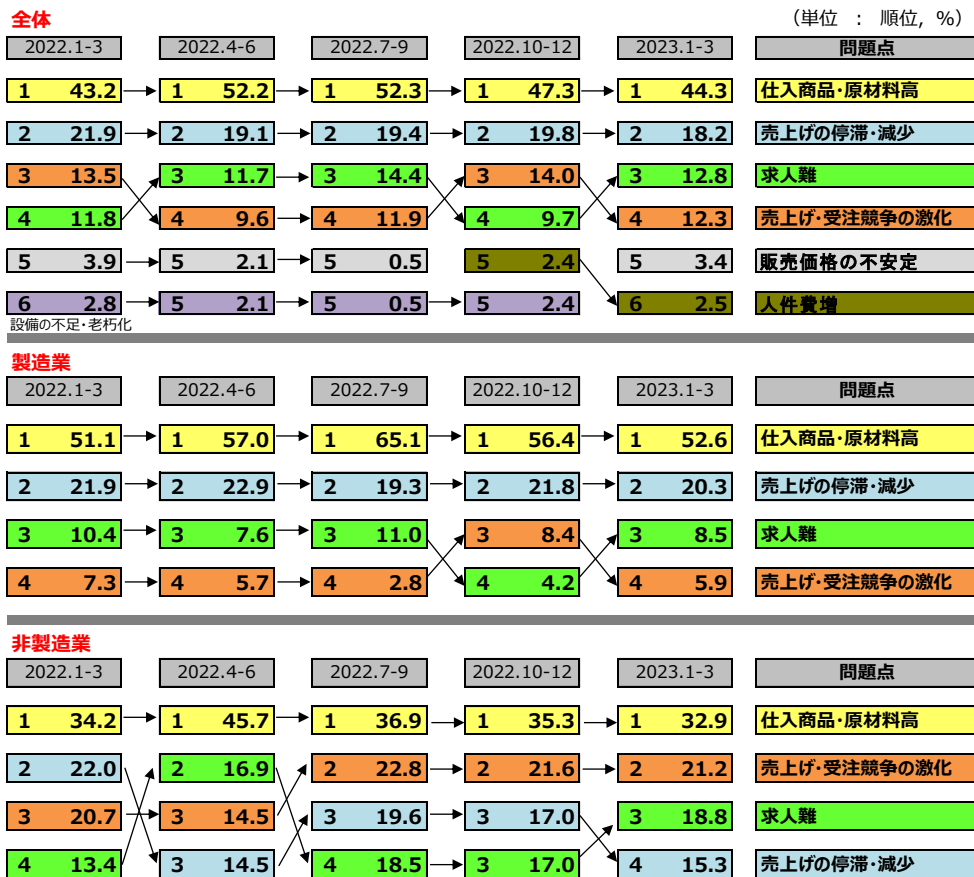 全体 （単位 : 順位, %）
2022.1-3 2022.4-6 2022.7-9 2022.10-12 2023.1-3 問題点
1 43.2 1 52.2 1 52.3 1 47.3 1 44.3 仕入商品･原材料高
2 21.9 2 19.1 2 19.4 2 19.8 2 18.2 売上げの停滞･減少
3 13.5 3 11.7 3 14.4 3 14.0 3 12.8 求人難
4 11.8 4 9.6 4 11.9 4 9.7 4 12.3 売上げ･受注競争の激化
5 3.9 5 2.1 5 0.5 5 2.4 5 3.4 販売価格の不安定
6 2.8 5 2.1 5 0.5 5 2.4 6 2.5 人件費増
設備の不足･老朽化
製造業
2022.1-3 2022.4-6 2022.7-9 2022.10-12 2023.1-3 問題点
1 51.1 1 57.0 1 65.1 1 56.4 1 52.6 仕入商品･原材料高
2 21.9 2 22.9 2 19.3 2 21.8 2 20.3 売上げの停滞･減少
3 10.4 3 7.6 3 11.0 3 8.4 3 8.5 求人難
4 7.3 4 5.7 4 2.8 4 4.2 4 5.9 売上げ･受注競争の激化
非製造業
2022.1-3 2022.4-6 2022.7-9 2022.10-12 2023.1-3 問題点
1 34.2 1 45.7 1 36.9 1 35.3 1 32.9 仕入商品･原材料高
2 22.0 2 16.9 2 22.8 2 21.6 2 21.2 売上げ･受注競争の激化
3 20.7 3 14.5 3 19.6 3 17.0 3 18.8 求人難
4 13.4 3 14.5 4 18.5 3 17.0 4 15.3 売上げの停滞･減少